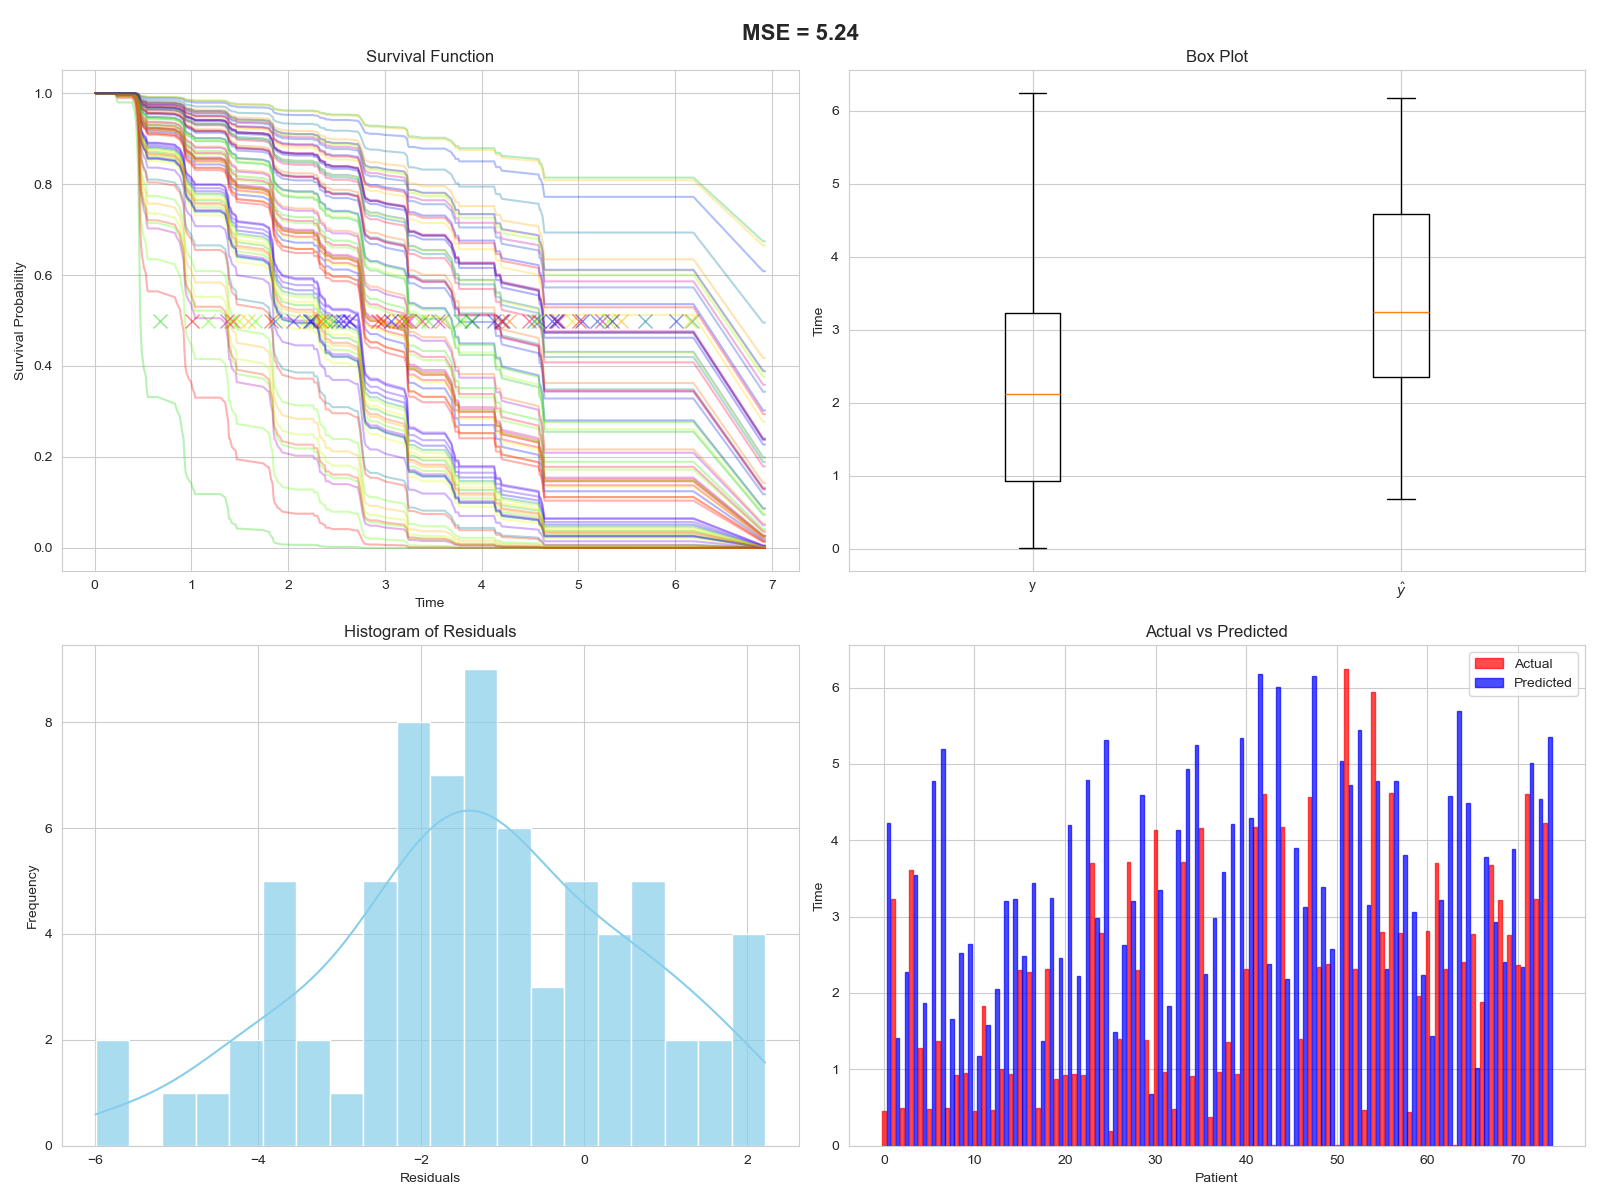 MSE = 5.24
Survival Function
Survival Probability
1.0
0.8
0.6
0.4
0.2
0.0
0 1 2 3 4 5 6 7
Time
Box Plot
Time
6
5
4
3
2
1
0
y ŷ
Histogram of Residuals
Frequency
8
6
4
2
0
−6 −4 −2 0 2
Residuals
Actual vs Predicted
Actual
Predicted
Time
6
5
4
3
2
1
0
0 10 20 30 40 50 60 70
Patient